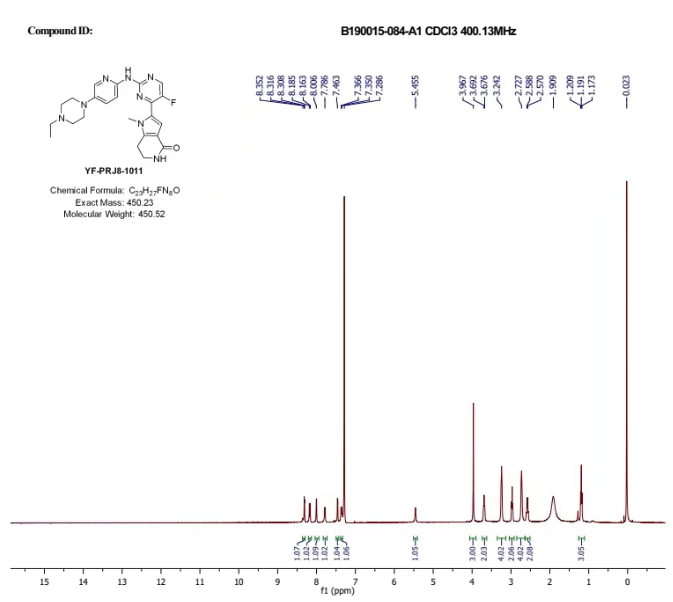 Compound ID:
B190015-084-A1 CDCl3 400.13MHz
8.352
8.316
8.308
8.185
8.163
8.006
7.786
7.463
7.366
7.350
7.286
5.455
3.967
3.692
3.676
3.242
2.727
2.588
2.570
1.909
1.209
1.191
1.173
0.023
H
N
N
N
N
N
F
N
N
N
O
NH
YF-PRJ8-1011
Chemical Formula: C23H27FN8O
Exact Mass: 450.23
Molecular Weight: 450.52
1.07
1.02
1.09
1.02
1.04
1.06
1.05
3.00
2.03
4.02
2.06
4.02
2.08
3.05
15 14 13 12 11 10 9 8 7 6 5 4 3 2 1 0
f1 (ppm)